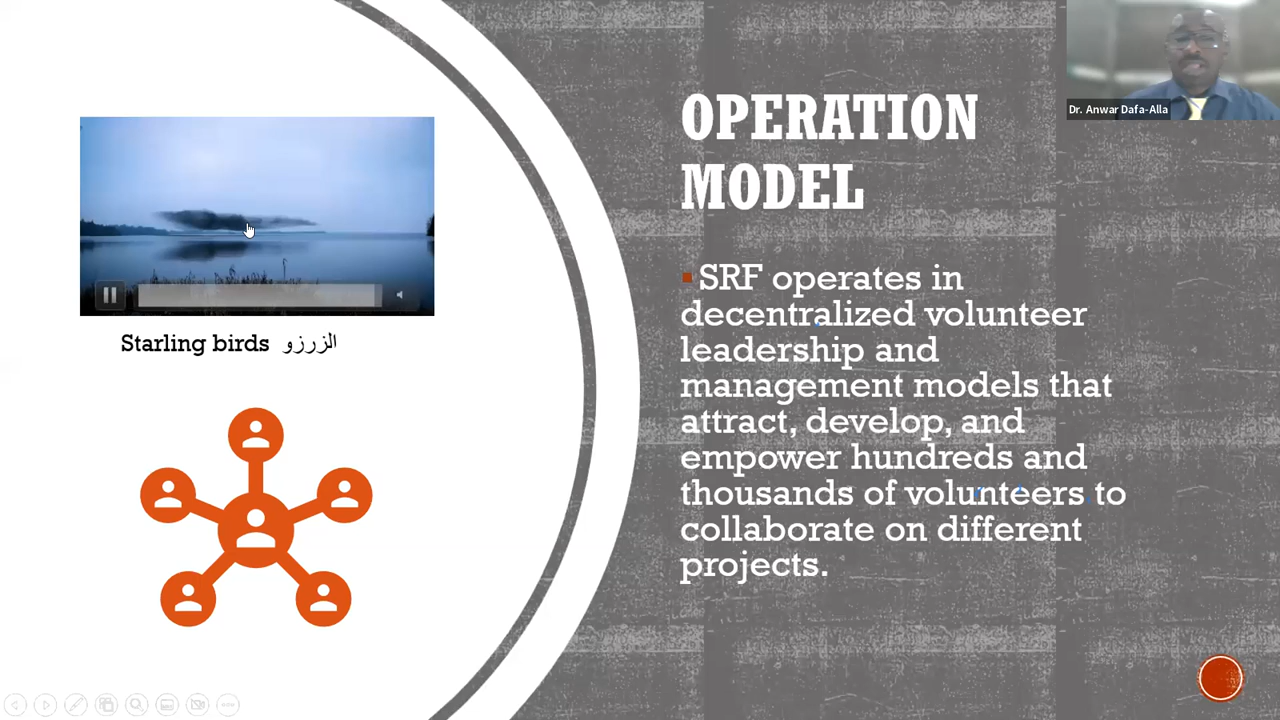 Dr. Anwar Dafa-Alla
OPERATION
MODEL
SRF operates in
decentralized volunteer
leadership and
management models that
attract, develop, and
empower hundreds and
thousands of volunteers to
collaborate on different
projects.
Starling birds الزرزو